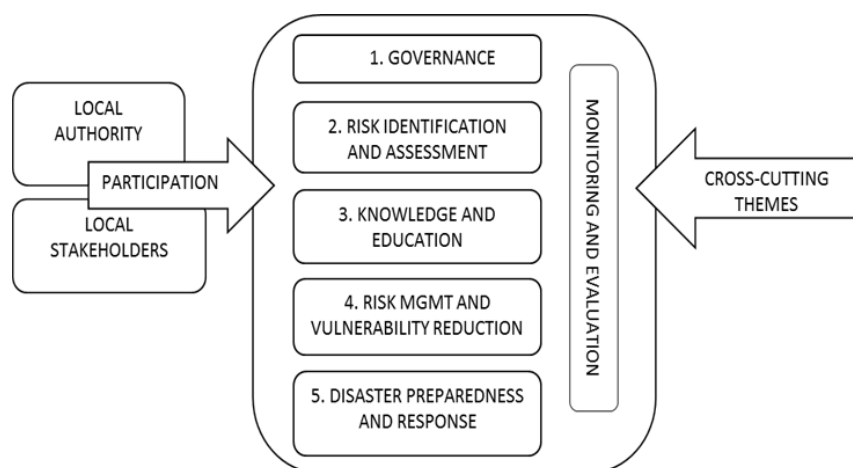 LOCAL
AUTHORITY
PARTICIPATION
LOCAL
STAKEHOLDERS
1. GOVERNANCE
2. RISK IDENTIFICATION
AND ASSESSMENT
3. KNOWLEDGE AND
EDUCATION
4. RISK MGMT AND
VULNERABILITY REDUCTION
5. DISASTER PREPAREDNESS
AND RESPONSE
MONITORING AND EVALUATION
CROSS-CUTTING
THEMES